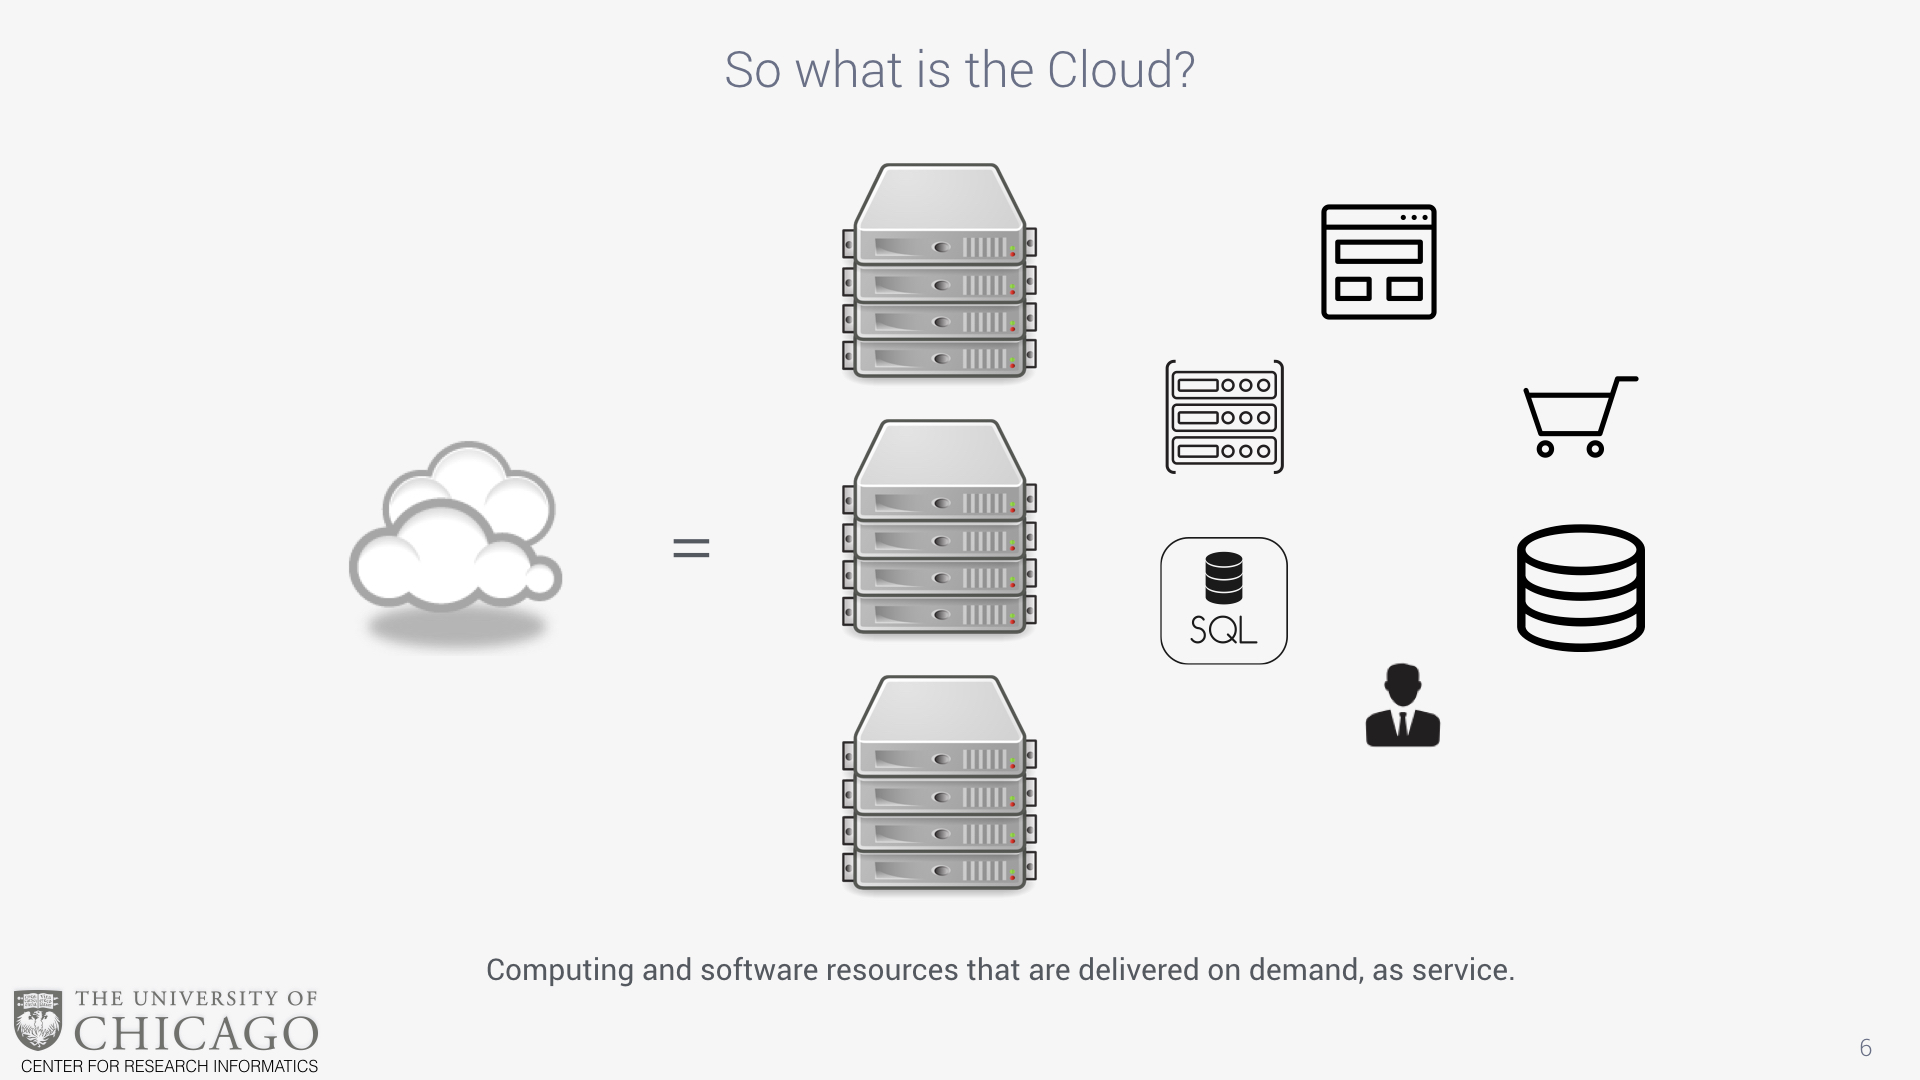 So what is the Cloud?
=
SQL
Computing and software resources that are delivered on demand, as service.
THE UNIVERSITY OF
CHICAGO
CENTER FOR RESEARCH INFORMATICS
6